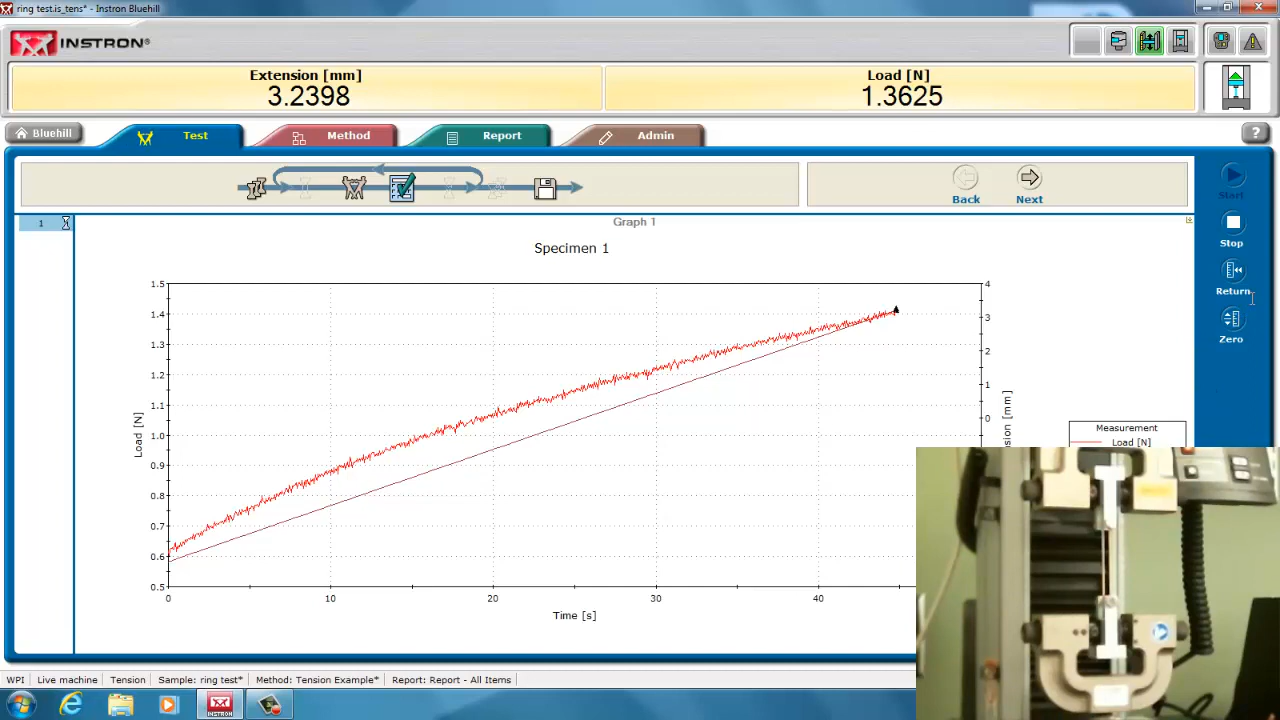 ring test.is_tens* - Instron Bluehill
INSTRON®
Extension [mm]
3.2398
Load [N]
1.3625
Bluehill
Test
Method
Report
Admin
?
Back
Next
Start
Stop
Return
Zero
1
Graph 1
Specimen 1
1.5
1.4
1.3
1.2
1.1
1.0
0.9
0.8
0.7
0.6
0.5
Load [N]
4
3
2
1
0
[mm]
0
10
20
30
40
Time [s]
Measurement
Load [N]
WPI
Live machine
Tension
Sample: ring test*
Method: Tension Example*
Report: Report - All Items
INSTRON